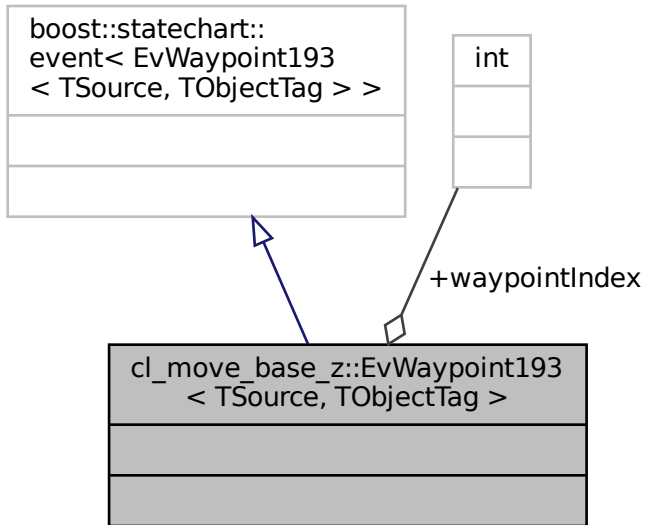 boost::statechart::
event< EvWaypoint193
< TSource, TObjectTag > >
int
+waypointIndex
cl_move_base_z::EvWaypoint193
< TSource, TObjectTag >